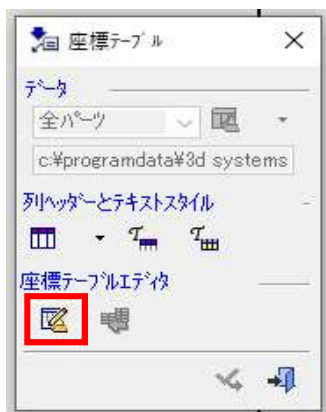 座標ﾃｰﾌﾞﾙ
ﾃﾞｰﾀ
全ﾊﾟｰﾂ
c:¥programdata¥3d systems
列ﾍｯﾀﾞｰとﾃｷｽﾄｽﾀｲﾙ
座標ﾃｰﾌﾞﾙｴﾃﾞｨﾀ